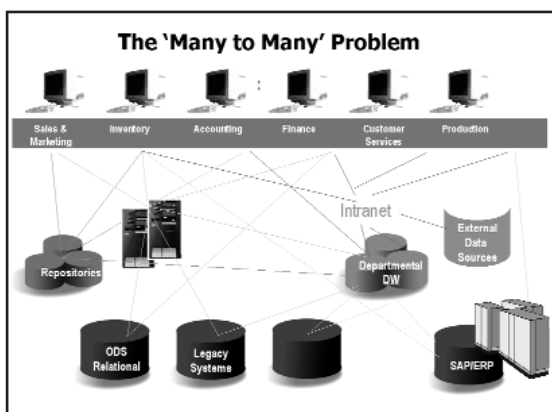 The ‘Many to Many’ Problem
:
Sales &
Marketing
Inventory
Accounting
Finance
Customer
Services
Production
Intranet
External
Data
Sources
Repositories
Departmental
DW
ODS
Relational
Legacy
Systems
SAP/ERP